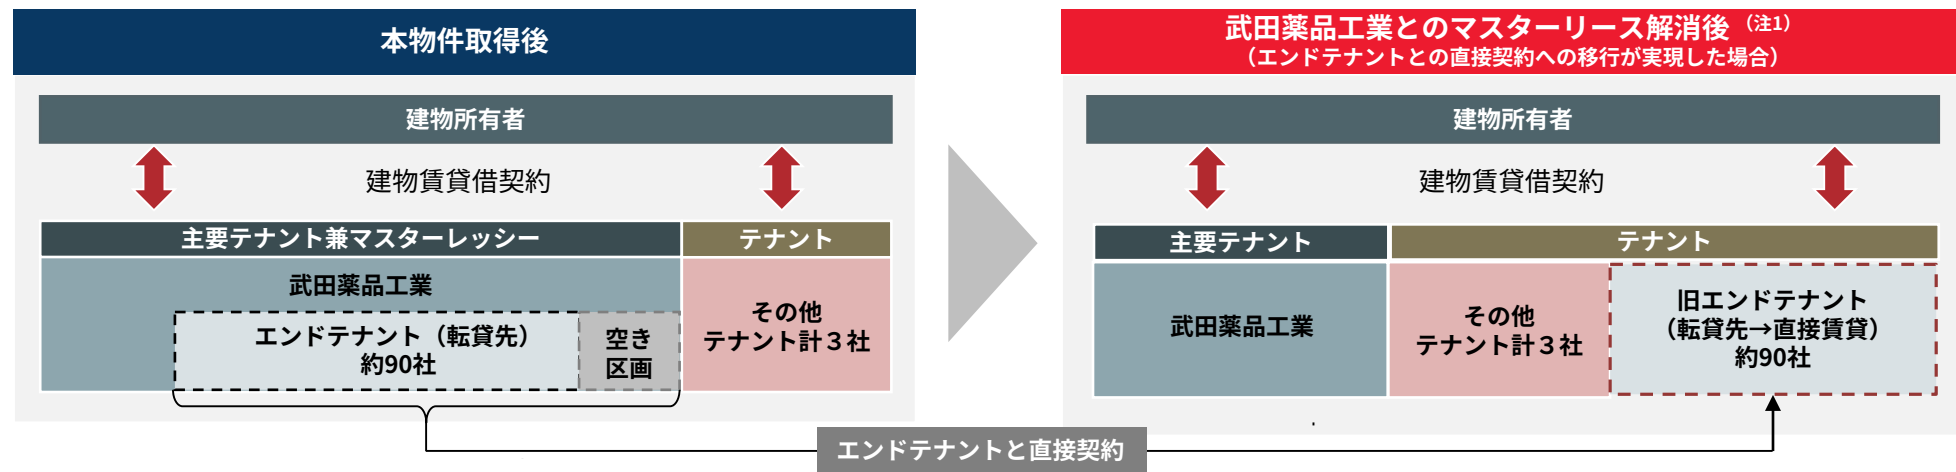 本物件取得後
建物所有者
建物賃貸借契約
主要テナント兼マスターレッシー
テナント
武田薬品工業
エンドテナント（転貸先）
約90社
空き
区画
その他
テナント計３社
武田薬品工業とのマスターリース解消後（注1）
（エンドテナントとの直接契約への移行が実現した場合）
建物所有者
建物賃貸借契約
主要テナント
テナント
武田薬品工業
その他
テナント計３社
旧エンドテナント
（転貸先→直接賃貸）
約90社
エンドテナントと直接契約